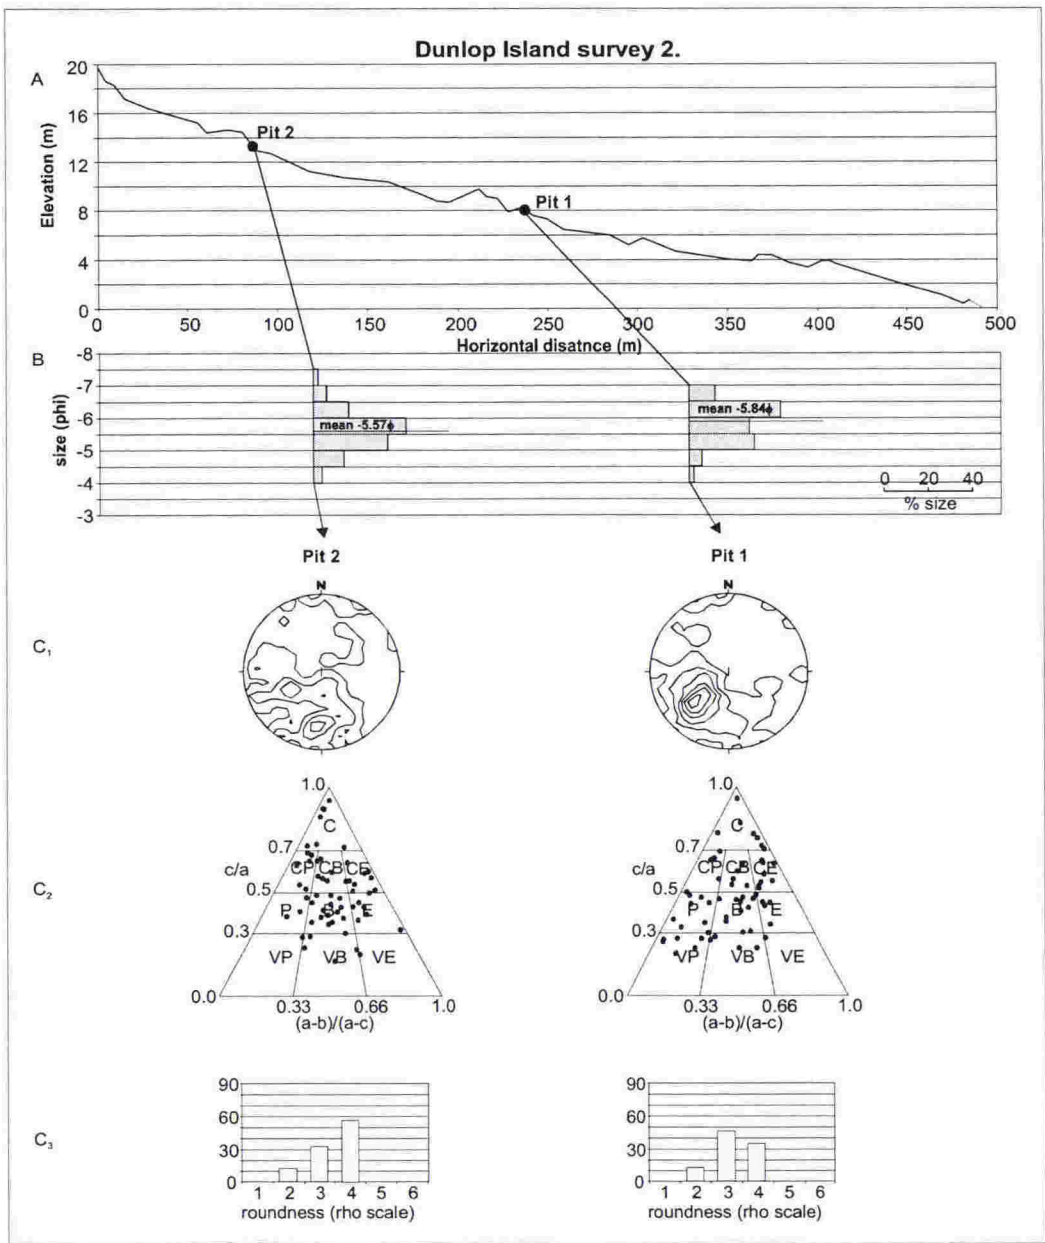 Dunlop Island survey 2.
A
Elevation (m)
20
16
12
8
4
0
Pit 2
Pit 1
0 50 100 150 200 250 300 350 400 450 500
Horizontal disatnce (m)
B
size (phi)
-8
-7
-6
-5
-4
-3
mean -5.57ϕ
mean -5.84ϕ
0 20 40
% size
Pit 2 Pit 1
N N
C1
C2
1.0
0.7
c/a
0.5
0.3
0.0
C
CP CB CE
P B E
VP VB VE
0.33 0.66 1.0
(a-b)/(a-c)
1.0
0.7
c/a
0.5
0.3
0.0
C
CP CB CE
P B E
VP VB VE
0.33 0.66 1.0
(a-b)/(a-c)
C3
90
60
30
0
1 2 3 4 5 6
roundness (rho scale)
90
60
30
0
1 2 3 4 5 6
roundness (rho scale)